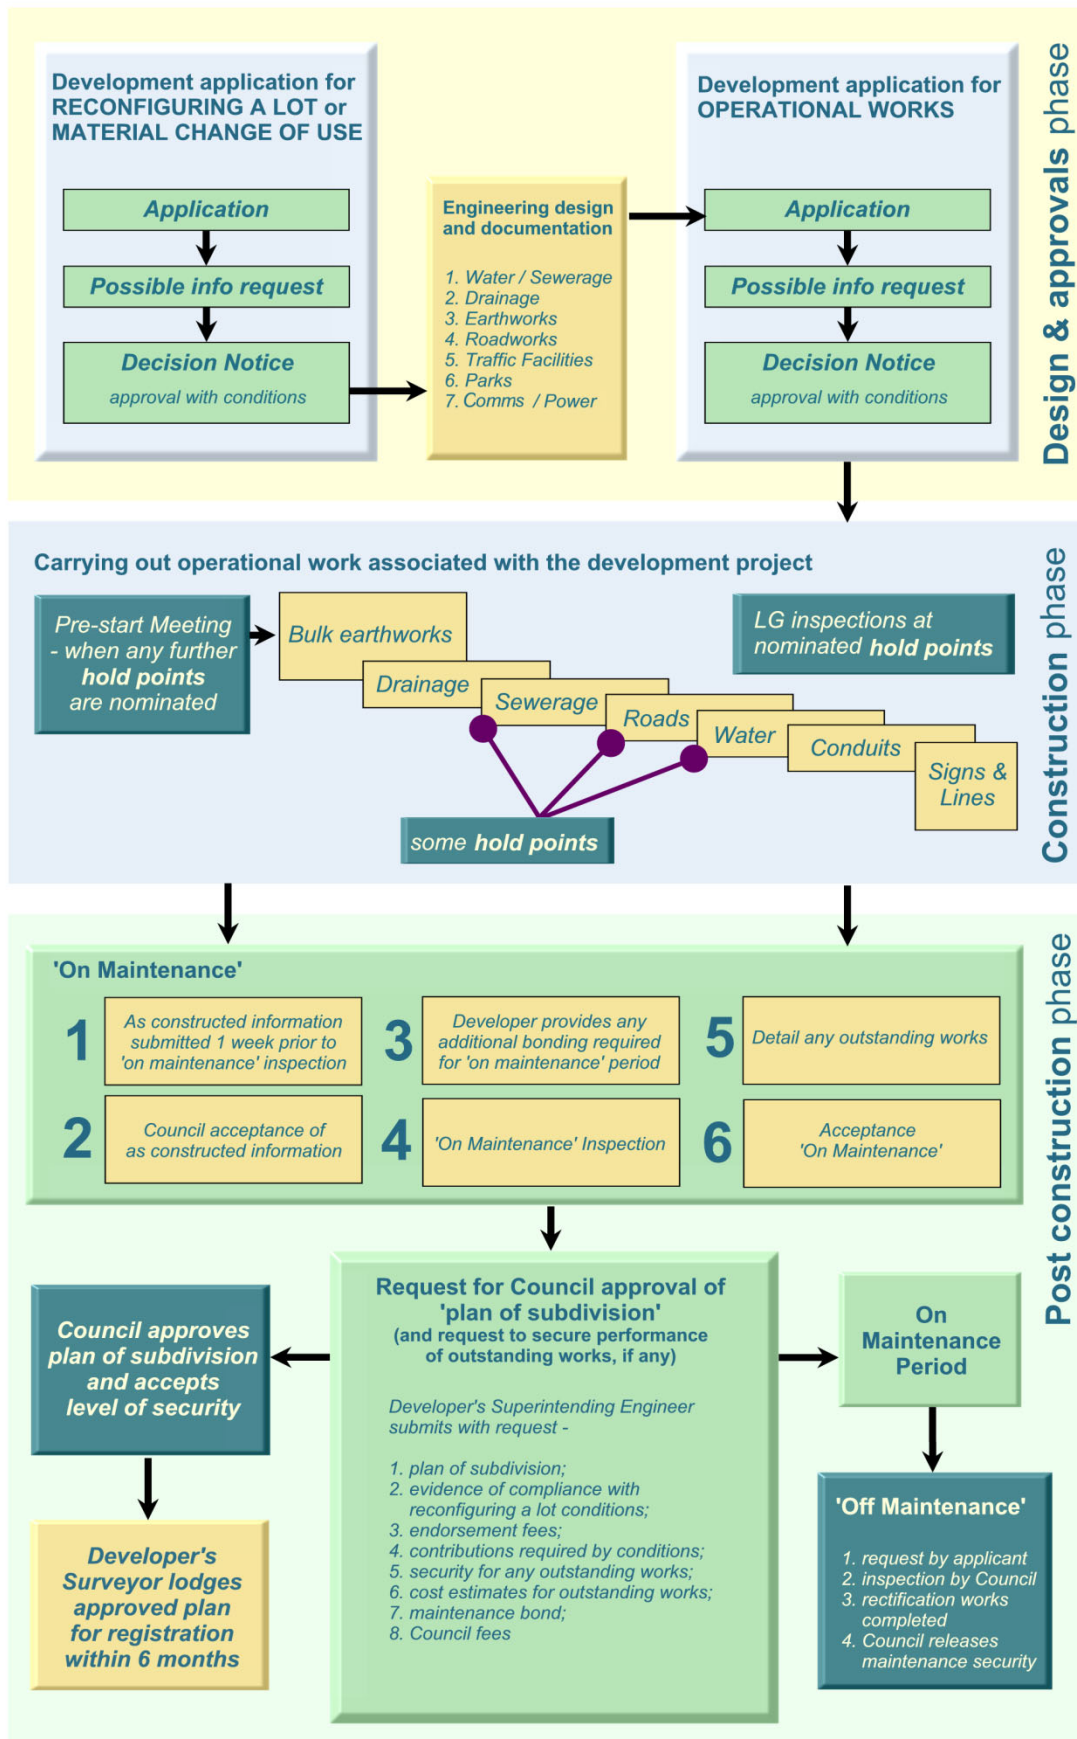 Development application for
RECONFIGURING A LOT or
MATERIAL CHANGE OF USE
Application
Possible info request
Decision Notice
approval with conditions
Engineering design
and documentation
1. Water / Sewerage
2. Drainage
3. Earthworks
4. Roadworks
5. Traffic Facilities
6. Parks
7. Comms / Power
Development application for
OPERATIONAL WORKS
Application
Possible info request
Decision Notice
approval with conditions
Design & approvals phase
Carrying out operational work associated with the development project
Pre-start Meeting
- when any further
hold points
are nominated
Bulk earthworks
Drainage
Sewerage
Roads
Water
Conduits
Signs &
Lines
LG inspections at
nominated hold points
some hold points
Construction phase
'On Maintenance'
1
As constructed information
submitted 1 week prior to
'on maintenance' inspection
2
Council acceptance of
as constructed information
3
Developer provides any
additional bonding required
for 'on maintenance' period
4
'On Maintenance' Inspection
5
Detail any outstanding works
6
Acceptance
'On Maintenance'
Post construction phase
Request for Council approval of
'plan of subdivision'
(and request to secure performance
of outstanding works, if any)
Developer's Superintending Engineer
submits with request -
1. plan of subdivision;
2. evidence of compliance with
reconfiguring a lot conditions;
3. endorsement fees;
4. contributions required by conditions;
5. security for any outstanding works;
6. cost estimates for outstanding works;
7. maintenance bond;
8. Council fees
Council approves
plan of subdivision
and accepts
level of security
Developer's
Surveyor lodges
approved plan
for registration
within 6 months
On
Maintenance
Period
'Off Maintenance'
1. request by applicant
2. inspection by Council
3. rectification works
completed
4. Council releases
maintenance security